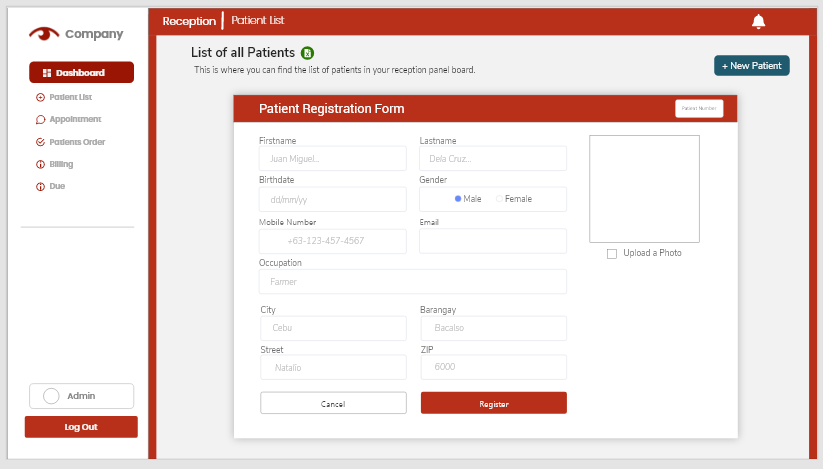 Company
Dashboard
Patient List
Appointment
Patients Order
Billing
Due
Admin
Log Out
Reception | Patient List
List of all Patients
This is where you can find the list of patients in your reception panel board.
+ New Patient
Patient Registration Form
Patient Number
Firstname Lastname
Juan Miguel... Dela Cruz...
Birthdate Gender
dd/mm/yy Male Female
Mobile Number Email
+63-123-457-4567
Upload a Photo
Occupation
Farmer
City Barangay
Cebu Bacalso
Street ZIP
Natalio 6000
Cancel Register